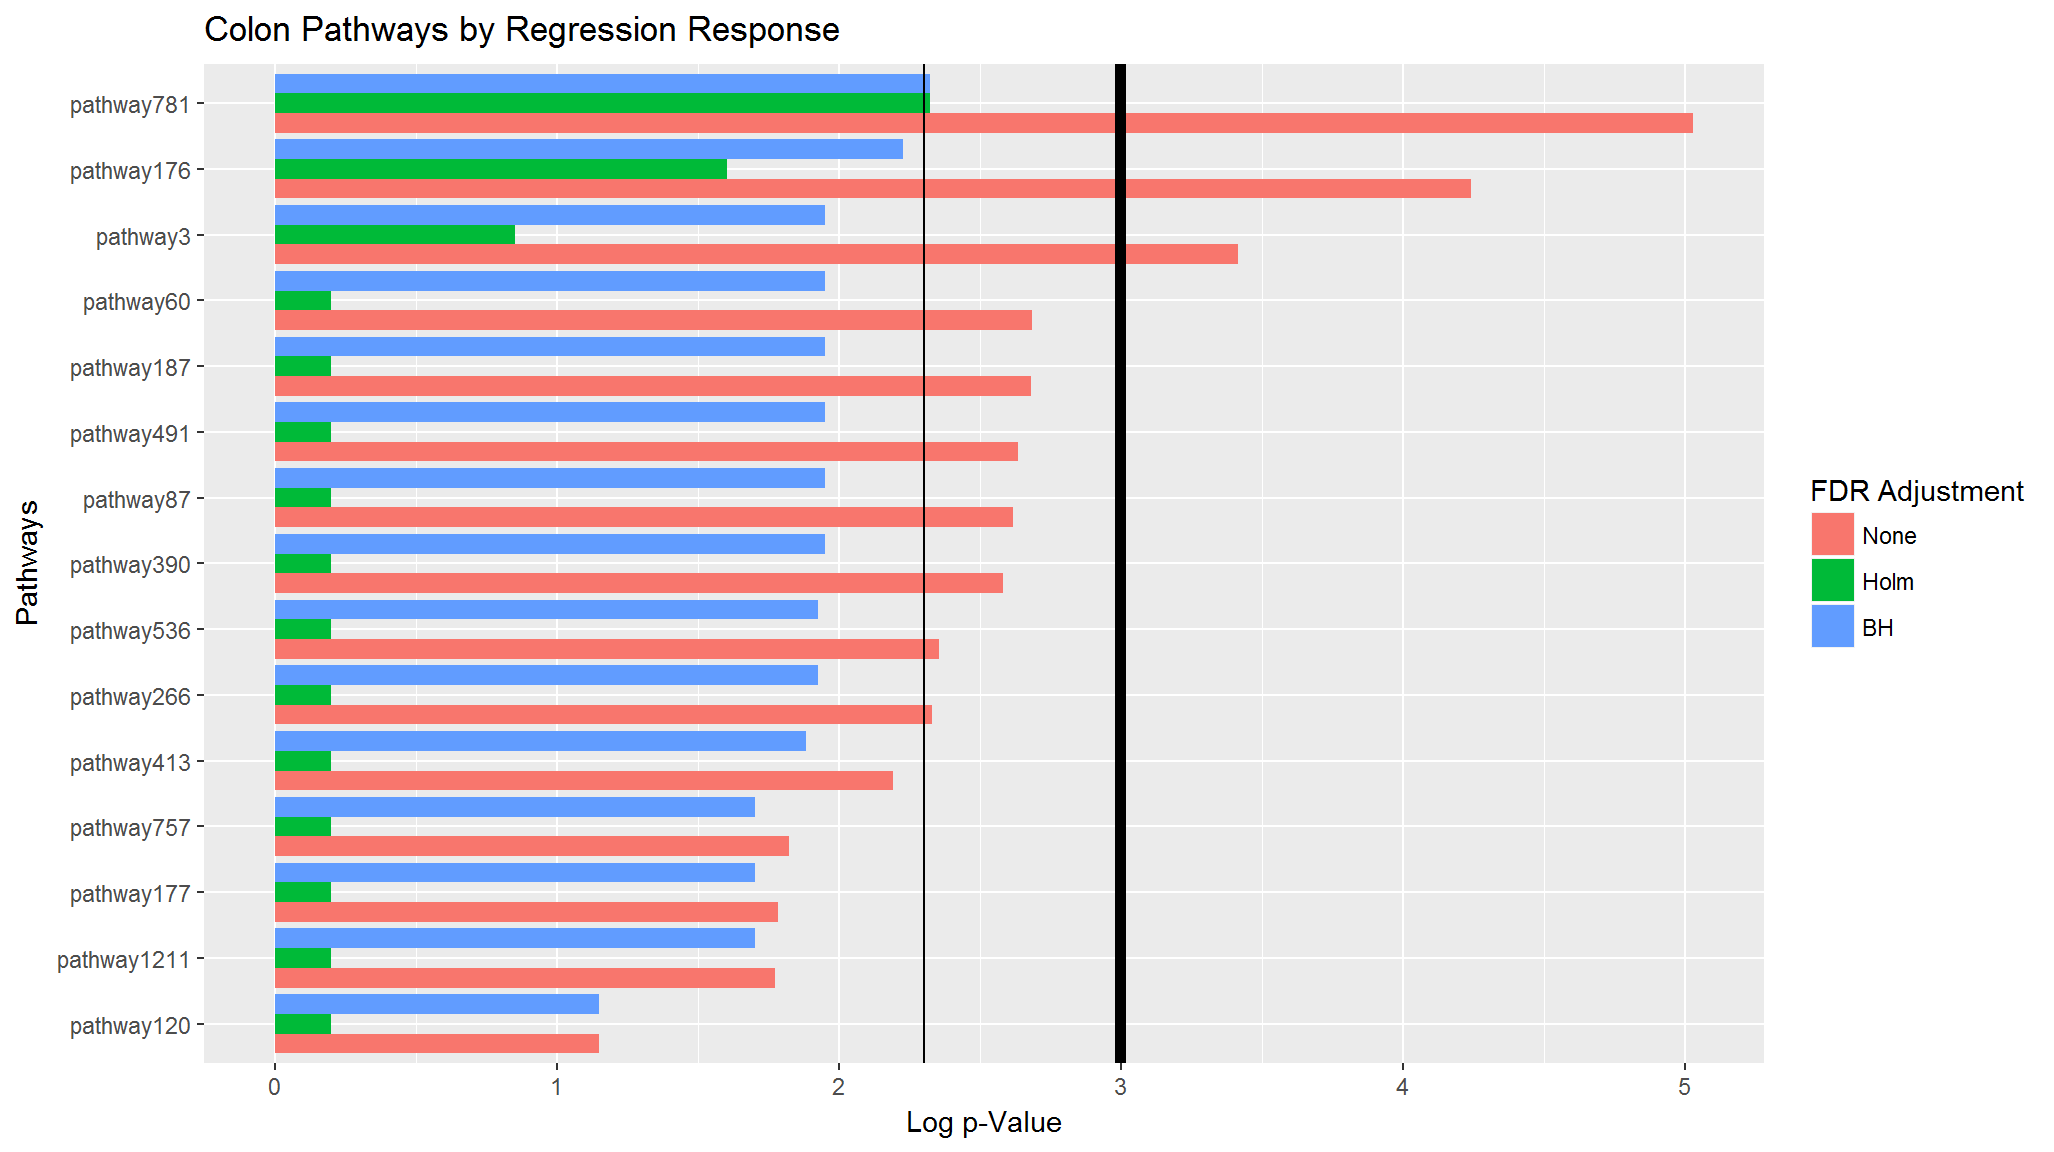 Colon Pathways by Regression Response
pathway781
pathway176
pathway3
pathway60
pathway187
pathway491
pathway87
pathway390
pathway536
pathway266
pathway413
pathway757
pathway177
pathway1211
pathway120
Pathways
0 1 2 3 4 5
Log p-Value
FDR Adjustment
None
Holm
BH